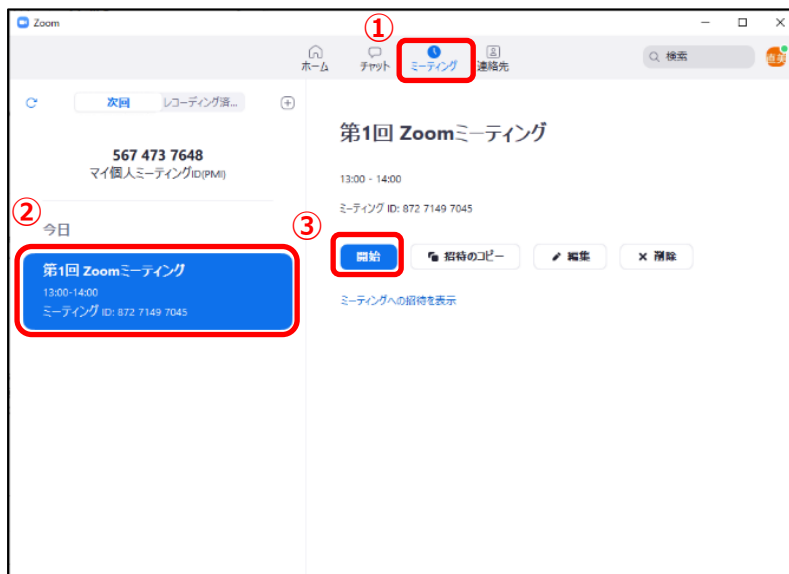 Zoom
①
ホーム
チャット
ミーティング
連絡先
検索
直美
次回
レコーディング済...
567 473 7648
マイ個人ミーティングID(PMI)
②
今日
第1回 Zoomミーティング
13:00-14:00
ミーティング ID: 872 7149 7045
第1回 Zoomミーティング
13:00 - 14:00
ミーティング ID: 872 7149 7045
③
開始
招待のコピー
編集
削除
ミーティングへの招待を表示